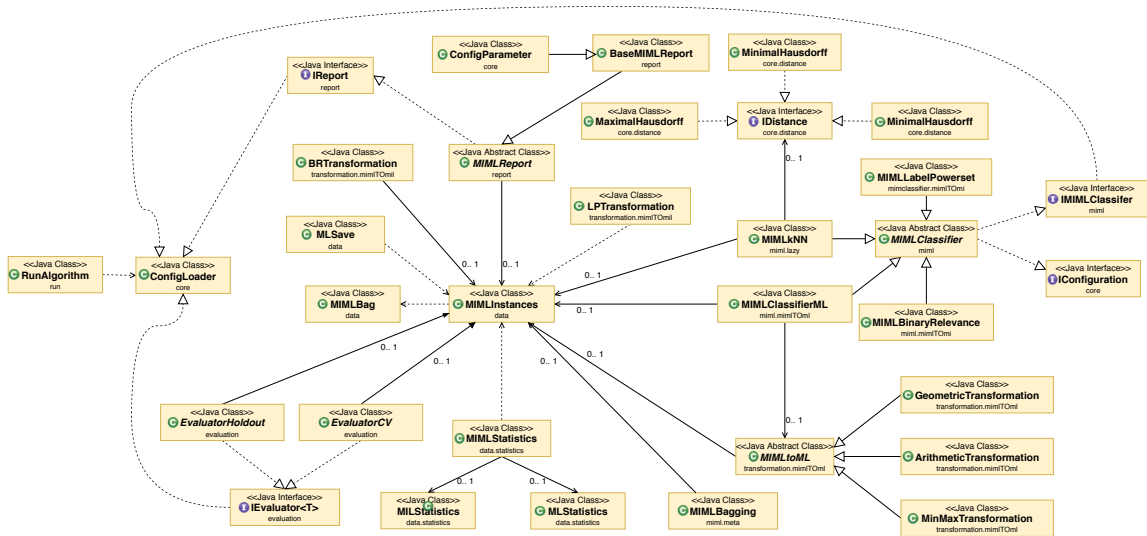 <<Java Class>>
ConfigParameter
core
<<Java Class>>
BaseMIMLReport
report
<<Java Class>>
MinimalHausdorff
core.distance
<<Java Interface>>
IReport
report
<<Java Class>>
MaximalHausdorff
core.distance
<<Java Interface>>
IDistance
core.distance
<<Java Class>>
MinimalHausdorff
core.distance
<<Java Class>>
BRTransformation
transformation.mimlTOmil
<<Java Abstract Class>>
MIMLReport
report
0.. 1
<<Java Class>>
MIMLLabelPowerset
mimclassifier.mimlTOmi
<<Java Class>>
LPTransformation
transformation.mimlTOmil
<<Java Interface>>
IMIMLClassifer
miml
<<Java Class>>
MLSave
data
<<Java Class>>
MIMLkNN
miml.lazy
<<Java Abstract Class>>
MIMLClassifier
miml
<<Java Class>>
RunAlgorithm
run
<<Java Class>>
ConfigLoader
core
0.. 1
0.. 1
0.. 1
<<Java Interface>>
IConfiguration
core
<<Java Class>>
MIMLBag
data
<<Java Class>>
MIMLInstances
data
0.. 1
<<Java Class>>
MIMLClassifierML
miml.mimlTOml
<<Java Class>>
MIMLBinaryRelevance
miml.mimlTOmi
0.. 1
0.. 1
0.. 1
0.. 1
<<Java Class>>
GeometricTransformation
transformation.mimlTOml
<<Java Class>>
EvaluatorHoldout
evaluation
<<Java Class>>
EvaluatorCV
evaluation
<<Java Class>>
MIMLStatistics
data.statistics
0.. 1
<<Java Abstract Class>>
MIMLtoML
transformation.mimlTOml
<<Java Class>>
ArithmeticTransformation
transformation.mimlTOml
0.. 1
0.. 1
<<Java Interface>>
IEvaluator<T>
evaluation
<<Java Class>>
MILStatistics
data.statistics
<<Java Class>>
MLStatistics
data.statistics
<<Java Class>>
MIMLBagging
miml.meta
<<Java Class>>
MinMaxTransformation
transformation.mimlTOml